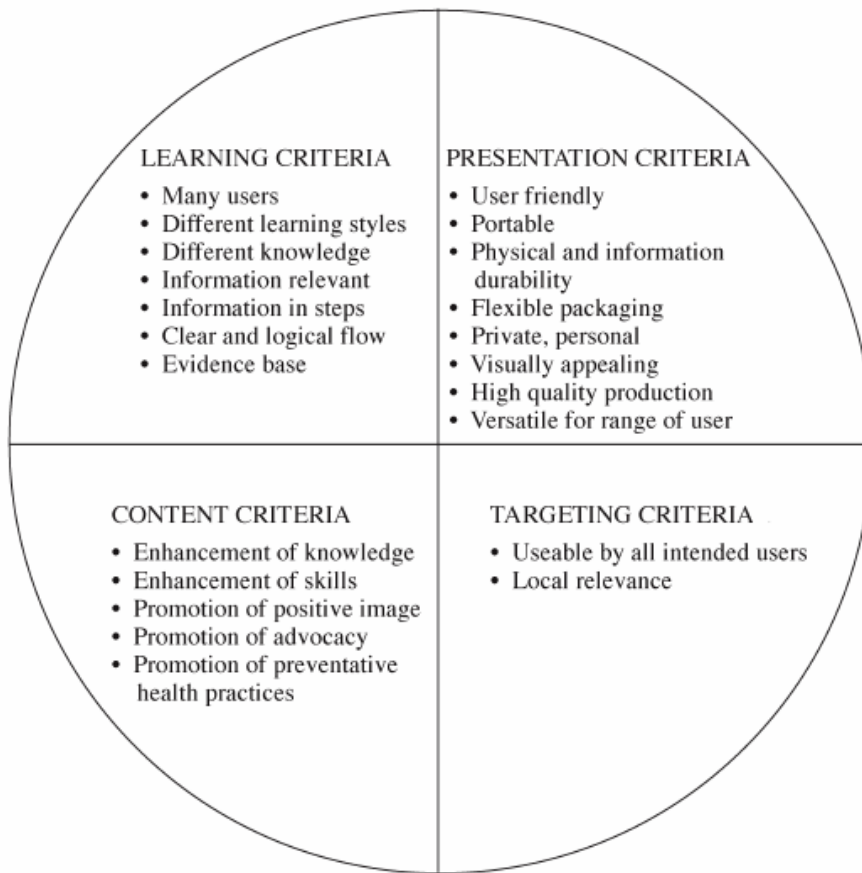 LEARNING CRITERIA
• Many users
• Different learning styles
• Different knowledge
• Information relevant
• Information in steps
• Clear and logical flow
• Evidence base
PRESENTATION CRITERIA
• User friendly
• Portable
• Physical and information
durability
• Flexible packaging
• Private, personal
• Visually appealing
• High quality production
• Versatile for range of user
CONTENT CRITERIA
• Enhancement of knowledge
• Enhancement of skills
• Promotion of positive image
• Promotion of advocacy
• Promotion of preventative
health practices
TARGETING CRITERIA
• Useable by all intended users
• Local relevance